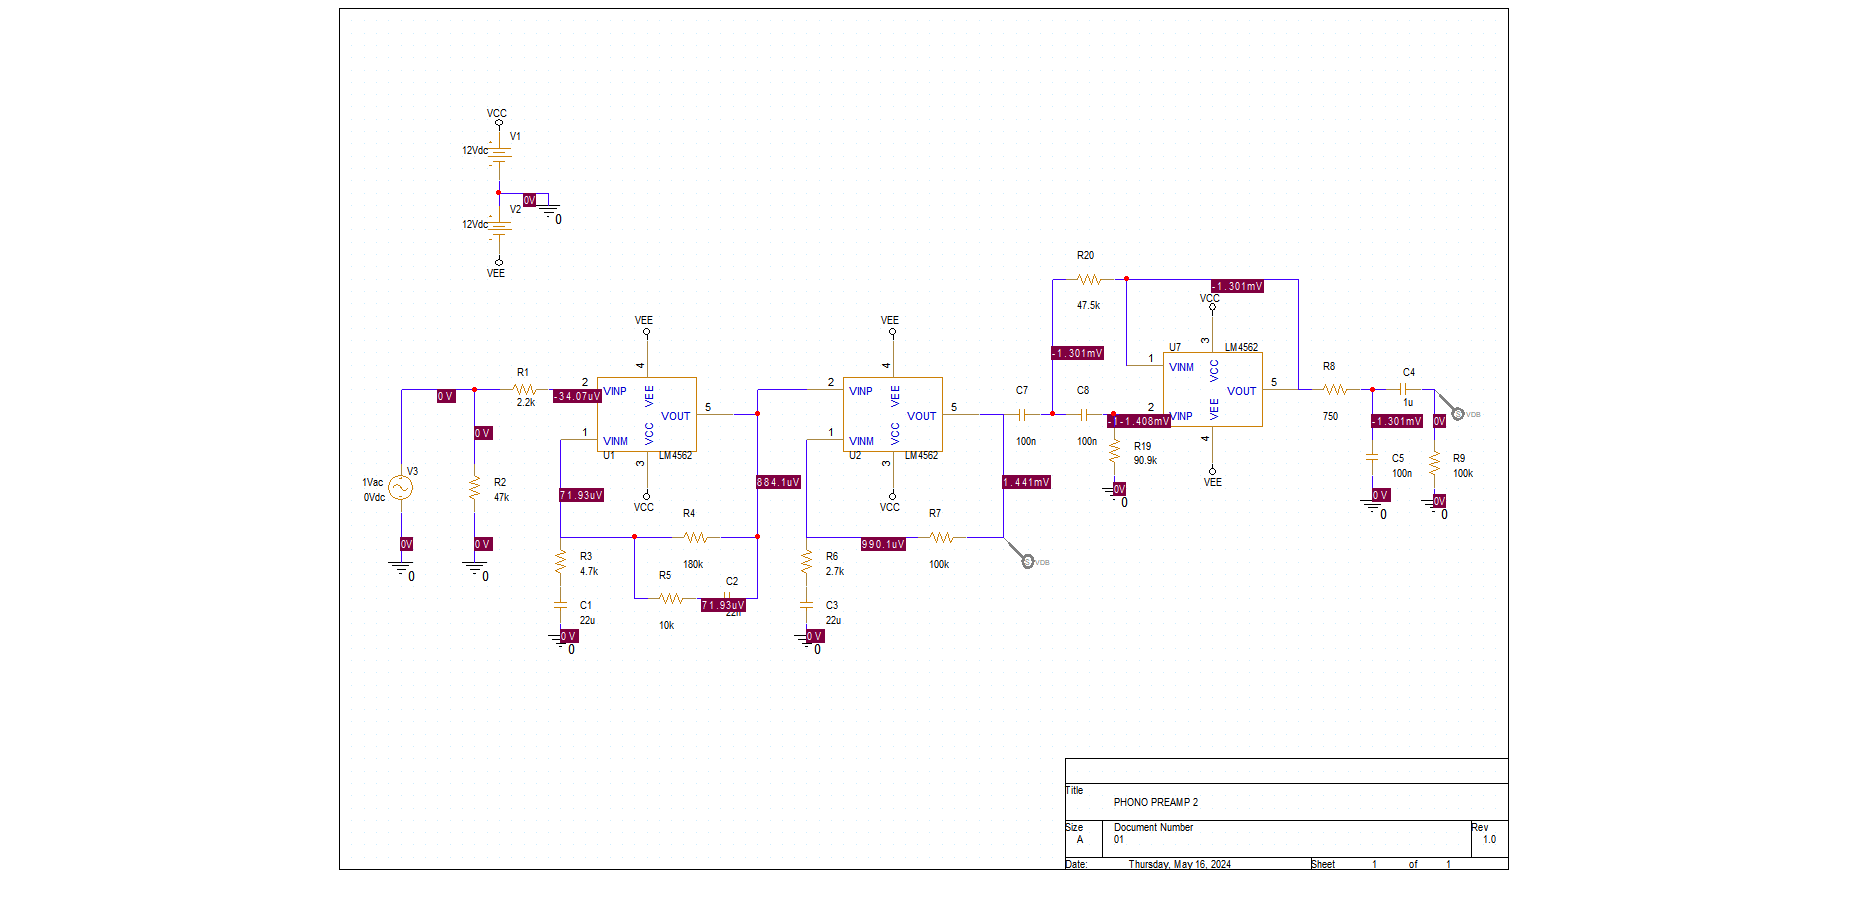 VCC
V1
12Vdc
0V
V2
0
12Vdc
VEE
R20
47.5k
-1.301mV
VCC
VEE
VEE
3
U7
LM4562
4
4
-1.301mV
1
VINM
VCC
R8
C4
R1
2
VINP
VEE
2
VINP
VEE
C7
C8
VOUT
5
0V
2.2k
-34.07uV
5
VOUT
5
VOUT
2
VINP
VEE
750
1u
VDB
-1.408mV
-1.301mV
0V
0V
1
VINM
VCC
1
VINM
VCC
100n
100n
4
R19
90.9k
U1
LM4562
U2
LM4562
C5
100n
R9
100k
3
3
V3
1Vac
0Vdc
R2
47k
71.93uV
884.1uV
1.441mV
0V
0
VEE
0V
0
0V
0
VCC
VCC
R4
R7
0V
0V
990.1uV
0
0
R3
4.7k
180k
R6
2.7k
100k
VDB
R5
C2
71.93uV
22n
10k
C1
22u
C3
22u
0V
0
0V
0
Title
PHONO PREAMP 2
Size
A
Document Number
01
Rev
1.0
Date:
Thursday, May 16, 2024
Sheet
1
of
1